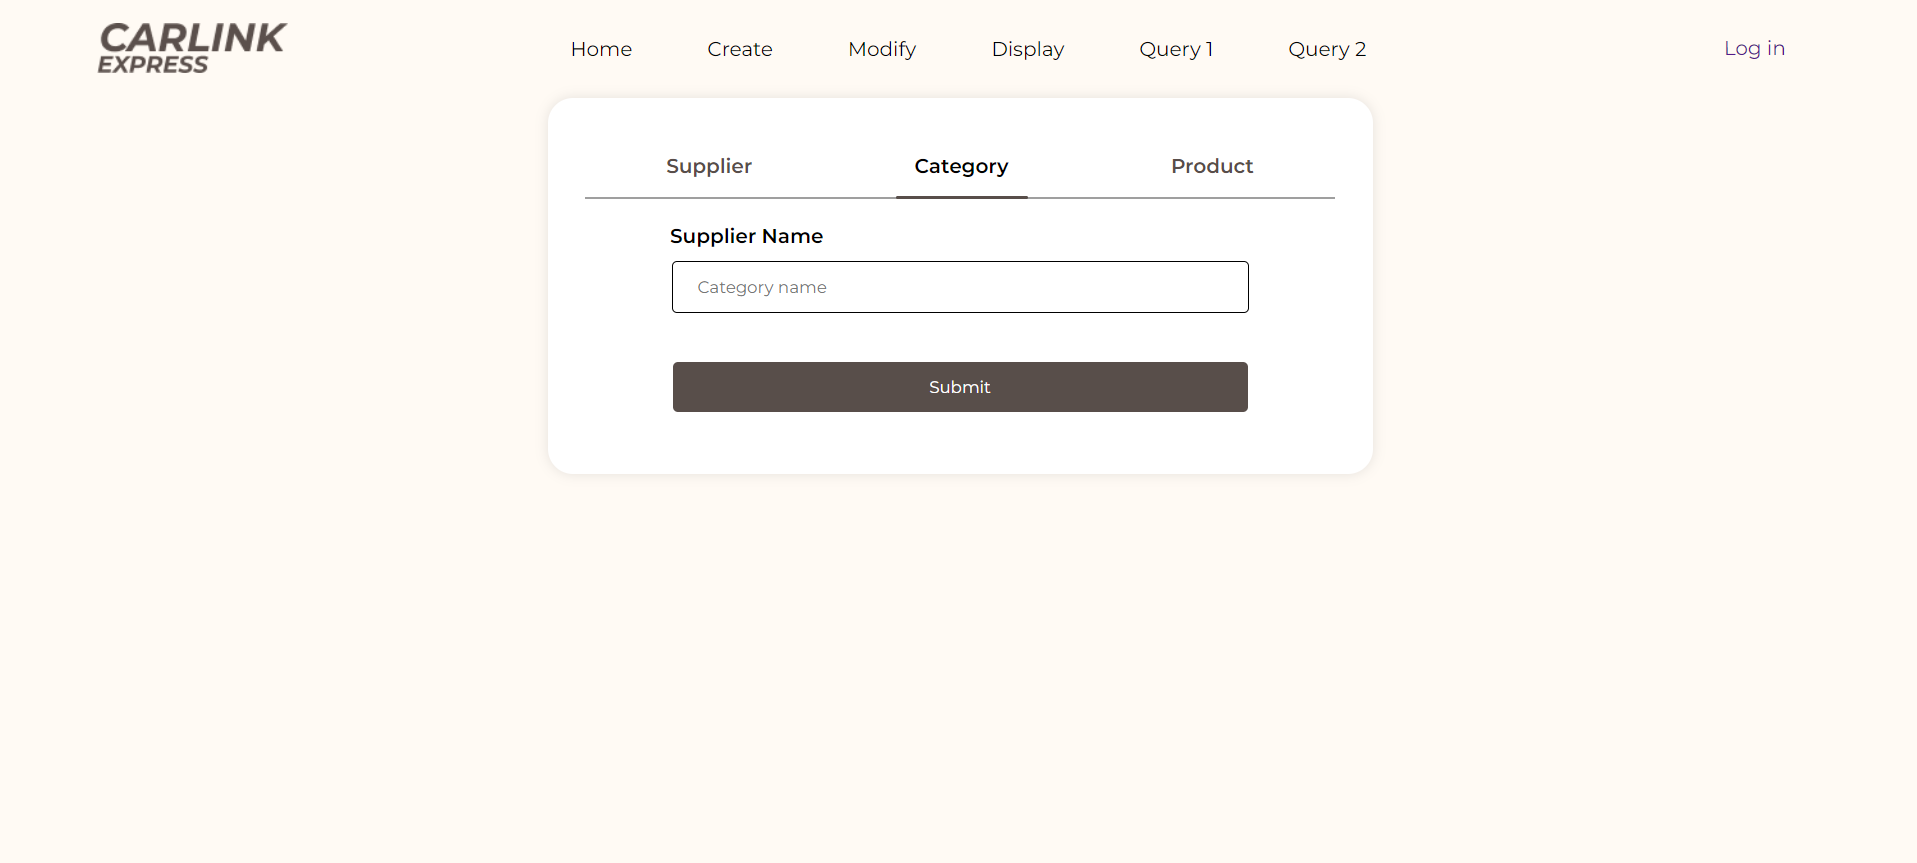 CARLINK
EXPRESS
Home Create Modify Display Query 1 Query 2 Log in
Supplier Category Product
Supplier Name
Category name
Submit